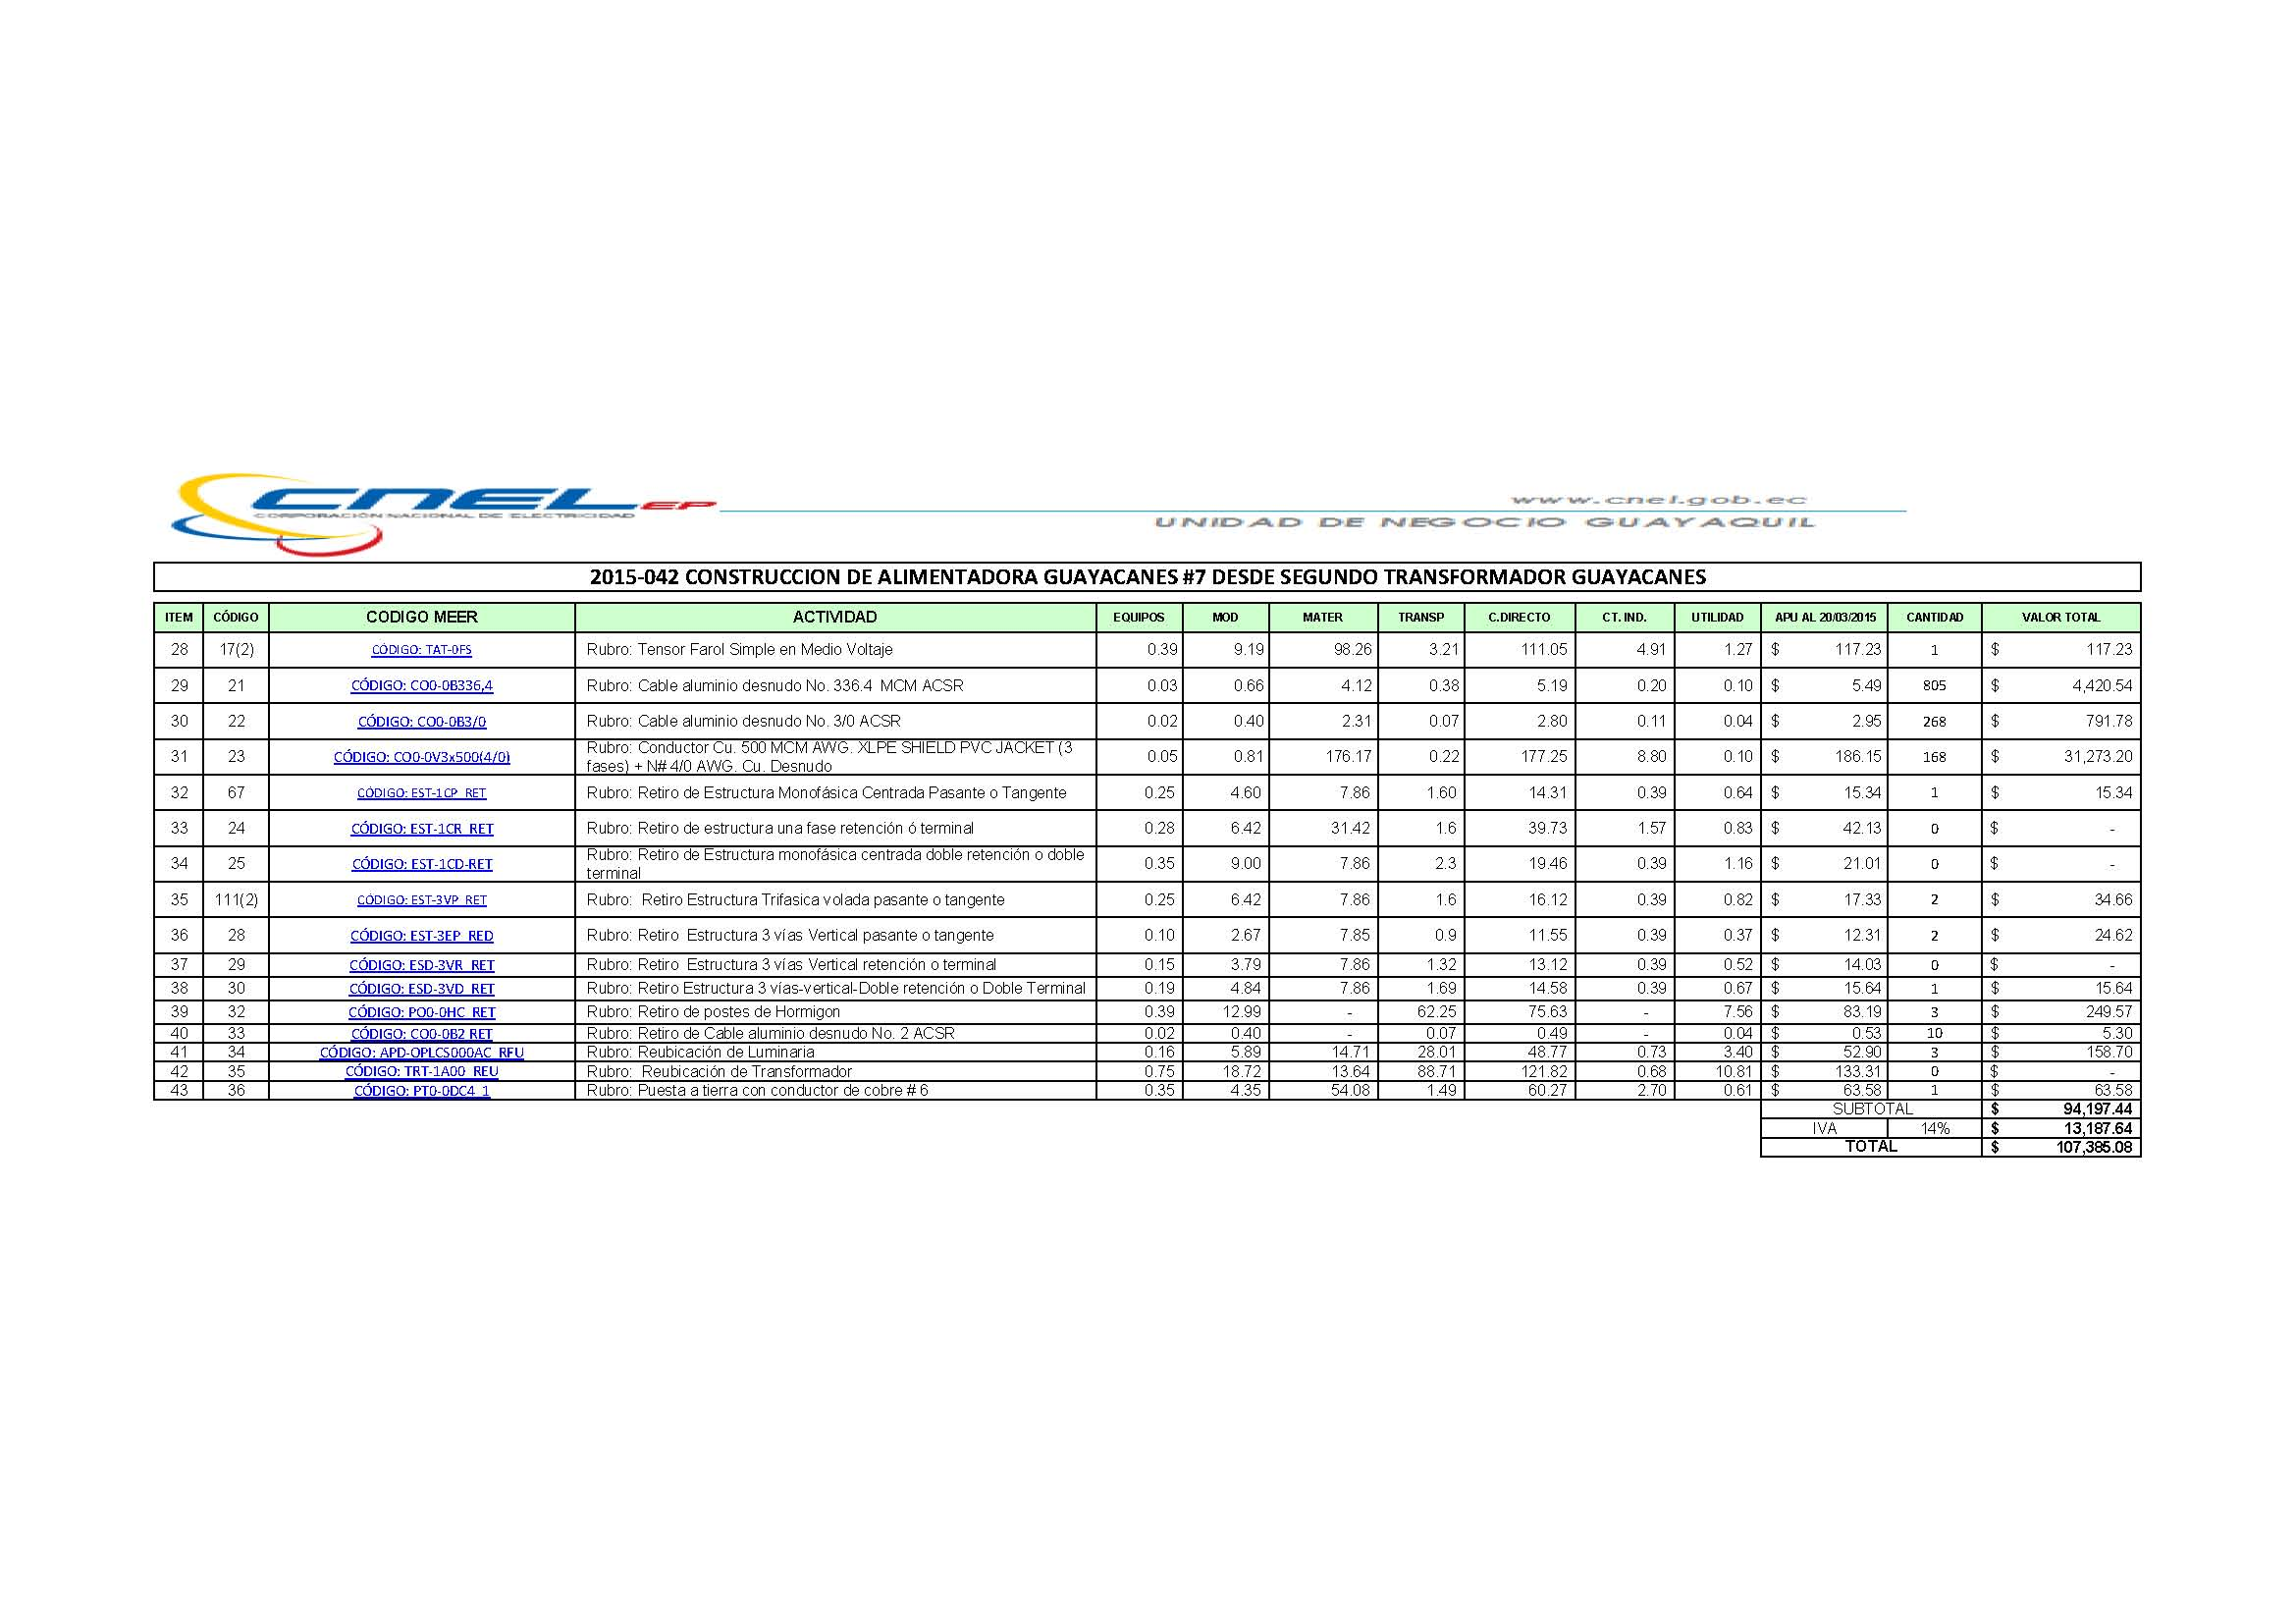 CNEL EP
CORPORACIÓN NACIONAL DE ELECTRICIDAD
www.cnel.gob.ec
UNIDAD DE NEGOCIO GUAYAQUIL
2015-042 CONSTRUCCION DE ALIMENTADORA GUAYACANES #7 DESDE SEGUNDO TRANSFORMADOR GUAYACANES
ITEM CÓDIGO CODIGO MEER ACTIVIDAD EQUIPOS MOD MATER TRANSP C.DIRECTO CT. IND. UTILIDAD APU AL 20/03/2015 CANTIDAD VALOR TOTAL
28 17(2) CÓDIGO: TAT-0FS Rubro: Tensor Farol Simple en Medio Voltaje 0.39 9.19 98.26 3.21 111.05 4.91 1.27 $ 117.23 1 $ 117.23
29 21 CÓDIGO: CO0-0B336,4 Rubro: Cable aluminio desnudo No. 336.4 MCM ACSR 0.03 0.66 4.12 0.38 5.19 0.20 0.10 $ 5.49 805 $ 4,420.54
30 22 CÓDIGO: CO0-0B3/0 Rubro: Cable aluminio desnudo No. 3/0 ACSR 0.02 0.40 2.31 0.07 2.80 0.11 0.04 $ 2.95 268 $ 791.78
31 23 CÓDIGO: CO0-0V3x500(4/0) Rubro: Conductor Cu. 500 MCM AWG. XLPE SHIELD PVC JACKET (3
fases) + N# 4/0 AWG. Cu. Desnudo 0.05 0.81 176.17 0.22 177.25 8.80 0.10 $ 186.15 168 $ 31,273.20
32 67 CÓDIGO: EST-1CP_RET Rubro: Retiro de Estructura Monofásica Centrada Pasante o Tangente 0.25 4.60 7.86 1.60 14.31 0.39 0.64 $ 15.34 1 $ 15.34
33 24 CÓDIGO: EST-1CR_RET Rubro: Retiro de estructura una fase retención ó terminal 0.28 6.42 31.42 1.6 39.73 1.57 0.83 $ 42.13 0 $ -
34 25 CÓDIGO: EST-1CD-RET Rubro: Retiro de Estructura monofásica centrada doble retención o doble
terminal 0.35 9.00 7.86 2.3 19.46 0.39 1.16 $ 21.01 0 $ -
35 111(2) CÓDIGO: EST-3VP_RET Rubro: Retiro Estructura Trifasica volada pasante o tangente 0.25 6.42 7.86 1.6 16.12 0.39 0.82 $ 17.33 2 $ 34.66
36 28 CÓDIGO: EST-3EP_RED Rubro: Retiro Estructura 3 vías Vertical pasante o tangente 0.10 2.67 7.85 0.9 11.55 0.39 0.37 $ 12.31 2 $ 24.62
37 29 CÓDIGO: ESD-3VR_RET Rubro: Retiro Estructura 3 vías Vertical retención o terminal 0.15 3.79 7.86 1.32 13.12 0.39 0.52 $ 14.03 0 $ -
38 30 CÓDIGO: ESD-3VD_RET Rubro: Retiro Estructura 3 vías-vertical-Doble retención o Doble Terminal 0.19 4.84 7.86 1.69 14.58 0.39 0.67 $ 15.64 1 $ 15.64
39 32 CÓDIGO: PO0-0HC_RET Rubro: Retiro de postes de Hormigon 0.39 12.99 - 62.25 75.63 - 7.56 $ 83.19 3 $ 249.57
40 33 CÓDIGO: CO0-0B2 RET Rubro: Retiro de Cable aluminio desnudo No. 2 ACSR 0.02 0.40 - 0.07 0.49 - 0.04 $ 0.53 10 $ 5.30
41 34 CÓDIGO: APD-OPLCS000AC_RFU Rubro: Reubicación de Luminaria 0.16 5.89 14.71 28.01 48.77 0.73 3.40 $ 52.90 3 $ 158.70
42 35 CÓDIGO: TRT-1A00_REU Rubro: Reubicación de Transformador 0.75 18.72 13.64 88.71 121.82 0.68 10.81 $ 133.31 0 $ -
43 36 CÓDIGO: PT0-0DC4_1 Rubro: Puesta a tierra con conductor de cobre # 6 0.35 4.35 54.08 1.49 60.27 2.70 0.61 $ 63.58 1 $ 63.58
SUBTOTAL $ 94,197.44
IVA 14% $ 13,187.64
TOTAL $ 107,385.08